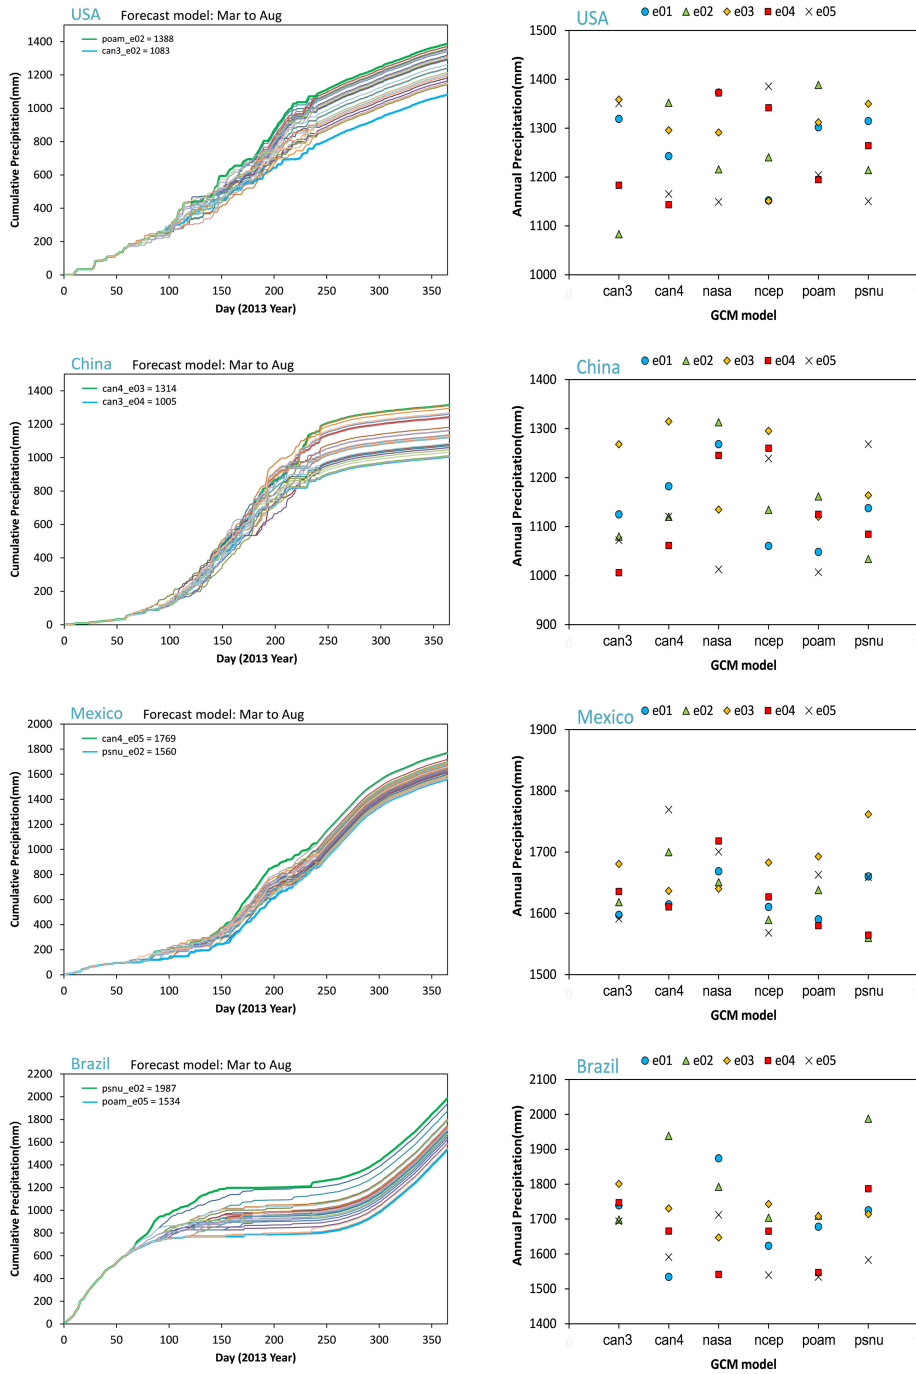 USA Forecast model: Mar to Aug
poam_e02 = 1388
can3_e02 = 1083
Cumulative Precipitation(mm)
1400
1200
1000
800
600
400
200
0
0 50 100 150 200 250 300 350
Day (2013 Year)
USA
e01 e02 e03 e04 e05
Annual Precipitation(mm)
1500
1400
1300
1200
1100
1000
can3 can4 nasa ncep poam psnu
GCM model
China Forecast model: Mar to Aug
can4_e03 = 1314
can3_e04 = 1005
Cumulative Precipitation(mm)
1400
1200
1000
800
600
400
200
0
0 50 100 150 200 250 300 350
Day (2013 Year)
China
e01 e02 e03 e04 e05
Annual Precipitation(mm)
1400
1300
1200
1100
1000
900
can3 can4 nasa ncep poam psnu
GCM model
Mexico Forecast model: Mar to Aug
can4_e05 = 1769
psnu_e02 = 1560
Cumulative Precipitation(mm)
2000
1800
1600
1400
1200
1000
800
600
400
200
0
0 50 100 150 200 250 300 350
Day (2013 Year)
Mexico
e01 e02 e03 e04 e05
Annual Precipitation(mm)
1900
1800
1700
1600
1500
can3 can4 nasa ncep poam psnu
GCM model
Brazil Forecast model: Mar to Aug
psnu_e02 = 1987
poam_e05 = 1534
Cumulative Precipitation(mm)
2200
2000
1800
1600
1400
1200
1000
800
600
400
200
0
0 50 100 150 200 250 300 350
Day (2013 Year)
Brazil
e01 e02 e03 e04 e05
Annual Precipitation(mm)
2100
2000
1900
1800
1700
1600
1500
1400
can3 can4 nasa ncep poam psnu
GCM model